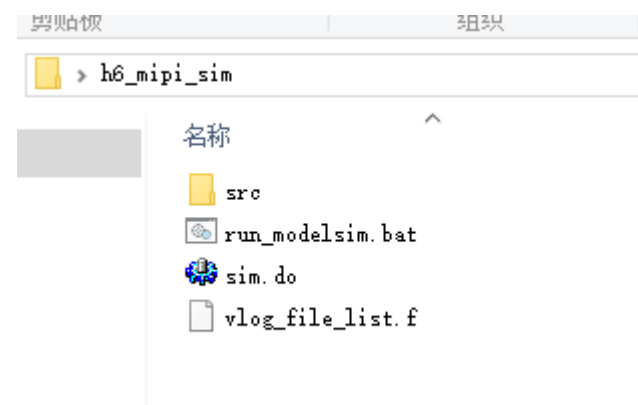 剪贴板 组织
> h6_mipi_sim
名称
src
run_modelsim.bat
sim.do
vlog_file_list.f